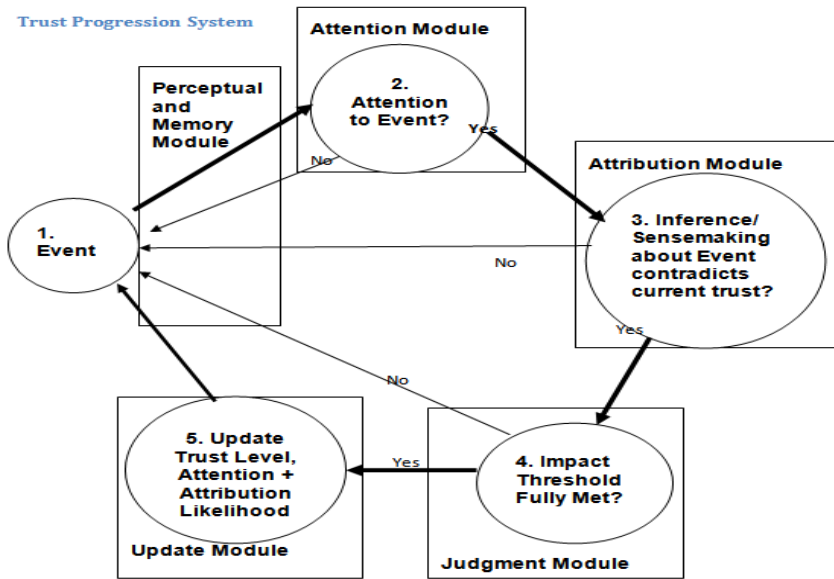 Trust Progression System
Attention Module
2.
Attention
to Event?
Yes
No
Perceptual
and
Memory
Module
1.
Event
Attribution Module
3. Inference/
Sensemaking
about Event
contradicts
current trust?
No
Yes
No
4. Impact
Threshold
Fully Met?
Judgment Module
Yes
5. Update
Trust Level,
Attention +
Attribution
Likelihood
Update Module